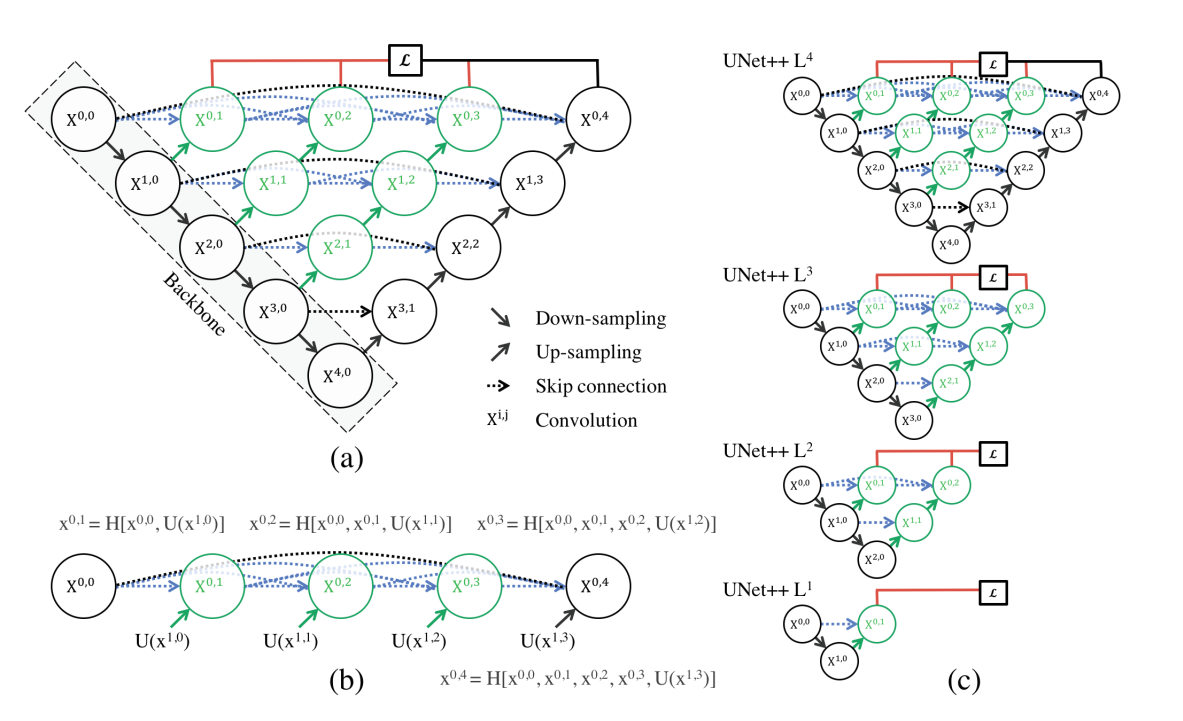 ℒ
X^0,0 X^0,1 X^0,2 X^0,3 X^0,4
X^1,0 X^1,1 X^1,2 X^1,3
X^2,0 X^2,1 X^2,2
X^3,0 X^3,1
X^4,0
Backbone
Down-sampling
Up-sampling
Skip connection
X^i,j Convolution
(a)
x^0,1 = H[x^0,0, U(x^1,0)] x^0,2 = H[x^0,0, x^0,1, U(x^1,1)] x^0,3 = H[x^0,0, x^0,1, x^0,2, U(x^1,2)]
X^0,0 X^0,1 X^0,2 X^0,3 X^0,4
U(x^1,0) U(x^1,1) U(x^1,2) U(x^1,3)
x^0,4 = H[x^0,0, x^0,1, x^0,2, x^0,3, U(x^1,3)]
(b)
UNet++ L^4
ℒ
X^0,0 X^0,1 X^0,2 X^0,3 X^0,4
X^1,0 X^1,1 X^1,2 X^1,3
X^2,0 X^2,1 X^2,2
X^3,0 X^3,1
X^4,0
UNet++ L^3
ℒ
X^0,0 X^0,1 X^0,2 X^0,3
X^1,0 X^1,1 X^1,2
X^2,0 X^2,1
X^3,0
UNet++ L^2
ℒ
X^0,0 X^0,1 X^0,2
X^1,0 X^1,1
X^2,0
UNet++ L^1
ℒ
X^0,0 X^0,1
X^1,0
(c)